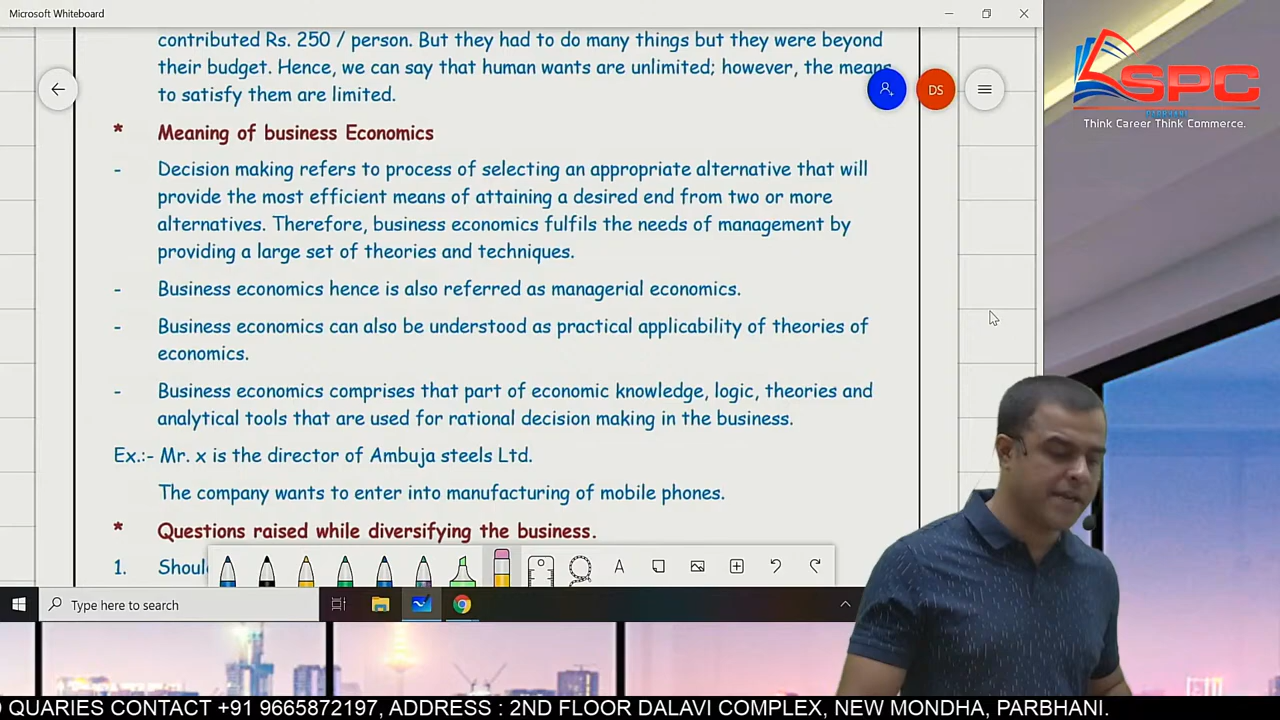 Microsoft Whiteboard
contributed Rs. 250 / person. But they had to do many things but they were beyond
their budget. Hence, we can say that human wants are unlimited; however, the means
to satisfy them are limited.
* Meaning of business Economics
- Decision making refers to process of selecting an appropriate alternative that will
provide the most efficient means of attaining a desired end from two or more
alternatives. Therefore, business economics fulfils the needs of management by
providing a large set of theories and techniques.
- Business economics hence is also referred as managerial economics.
- Business economics can also be understood as practical applicability of theories of
economics.
- Business economics comprises that part of economic knowledge, logic, theories and
analytical tools that are used for rational decision making in the business.
Ex.:- Mr. x is the director of Ambuja steels Ltd.
The company wants to enter into manufacturing of mobile phones.
* Questions raised while diversifying the business.
1. Shoul
DS
SPC
PARBHANI
Think Career Think Commerce.
A
Type here to search
QUARIES CONTACT +91 9665872197, ADDRESS : 2ND FLOOR DALAVI COMPLEX, NEW MONDHA, PARBHANI.